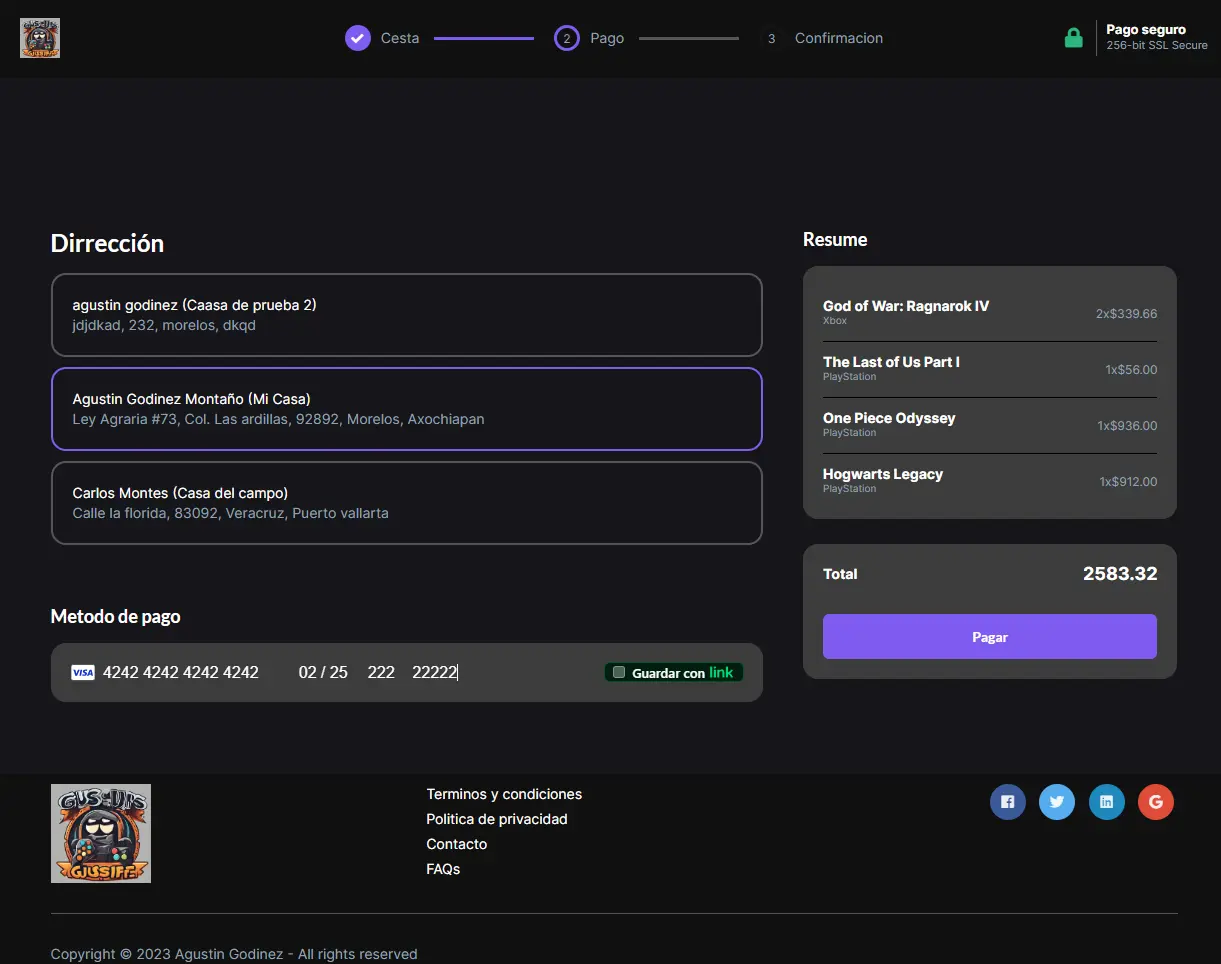 Cesta
2
Pago
3
Confirmacion
Pago seguro
256-bit SSL Secure
Dirrección
agustin godinez (Caasa de prueba 2)
jdjdkad, 232, morelos, dkqd
Agustin Godinez Montaño (Mi Casa)
Ley Agraria #73, Col. Las ardillas, 92892, Morelos, Axochiapan
Carlos Montes (Casa del campo)
Calle la florida, 83092, Veracruz, Puerto vallarta
Metodo de pago
VISA 4242 4242 4242 4242 02 / 25 222 22222
Guardar con link
Resume
God of War: Ragnarok IV
Xbox
2x$339.66
The Last of Us Part I
PlayStation
1x$56.00
One Piece Odyssey
PlayStation
1x$936.00
Hogwarts Legacy
PlayStation
1x$912.00
Total 2583.32
Pagar
Terminos y condiciones
Politica de privacidad
Contacto
FAQs
Copyright © 2023 Agustin Godinez - All rights reserved